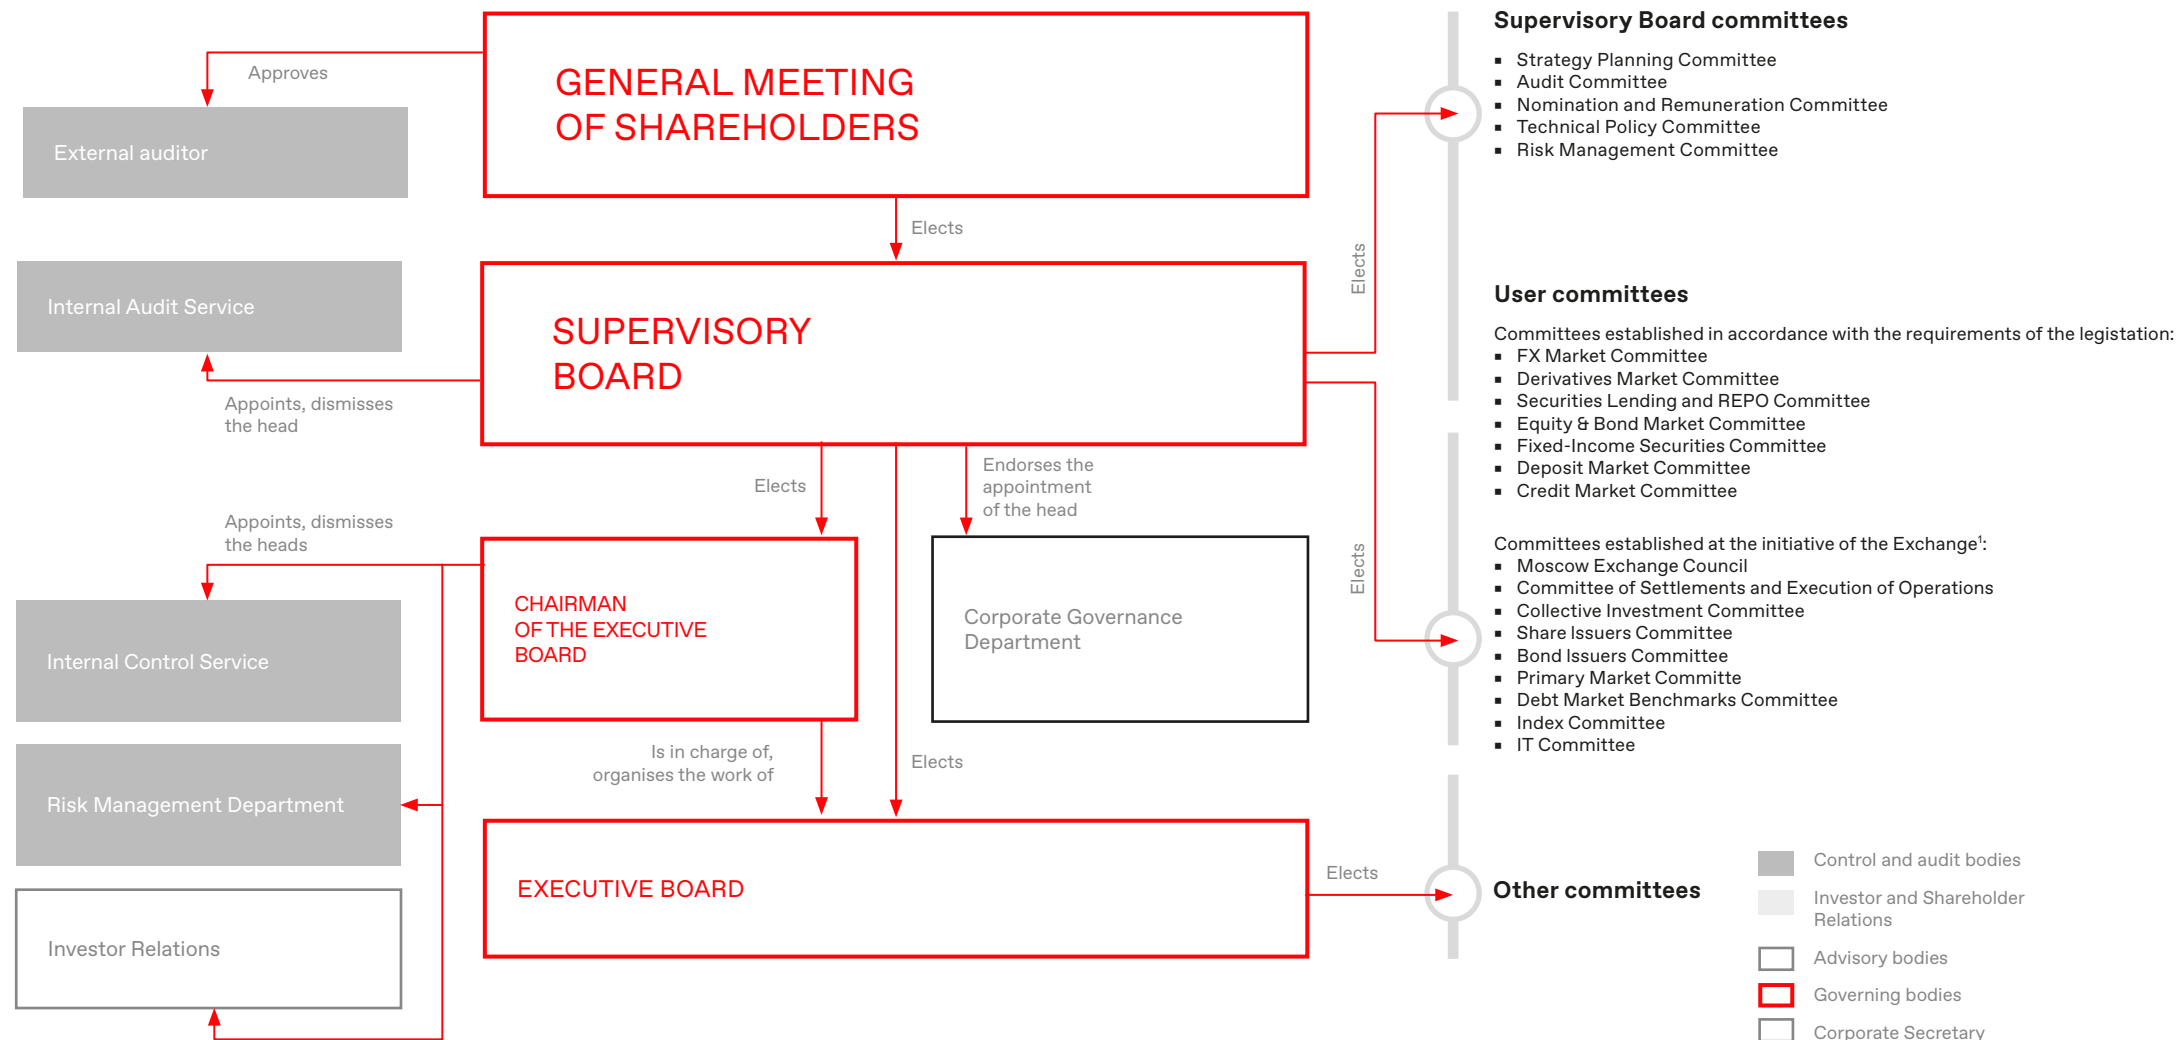 Approves
External auditor
GENERAL MEETING
OF SHAREHOLDERS
Elects
Internal Audit Service
SUPERVISORY
BOARD
Appoints, dismisses
the head
Elects
Endorses the
appointment
of the head
Appoints, dismisses
the heads
CHAIRMAN
OF THE EXECUTIVE
BOARD
Corporate Governance
Department
Internal Control Service
Is in charge of,
organises the work of
Elects
Risk Management Department
EXECUTIVE BOARD
Investor Relations
Elects
Elects
Elects
Supervisory Board committees
▪ Strategy Planning Committee
▪ Audit Committee
▪ Nomination and Remuneration Committee
▪ Technical Policy Committee
▪ Risk Management Committee
User committees
Committees established in accordance with the requirements of the legistation:
▪ FX Market Committee
▪ Derivatives Market Committee
▪ Securities Lending and REPO Committee
▪ Equity & Bond Market Committee
▪ Fixed-Income Securities Committee
▪ Deposit Market Committee
▪ Credit Market Committee
Committees established at the initiative of the Exchange¹:
▪ Moscow Exchange Council
▪ Committee of Settlements and Execution of Operations
▪ Collective Investment Committee
▪ Share Issuers Committee
▪ Bond Issuers Committee
▪ Primary Market Committe
▪ Debt Market Benchmarks Committee
▪ Index Committee
▪ IT Committee
Other committees
Control and audit bodies
Investor and Shareholder
Relations
Advisory bodies
Governing bodies
Corporate Secretary